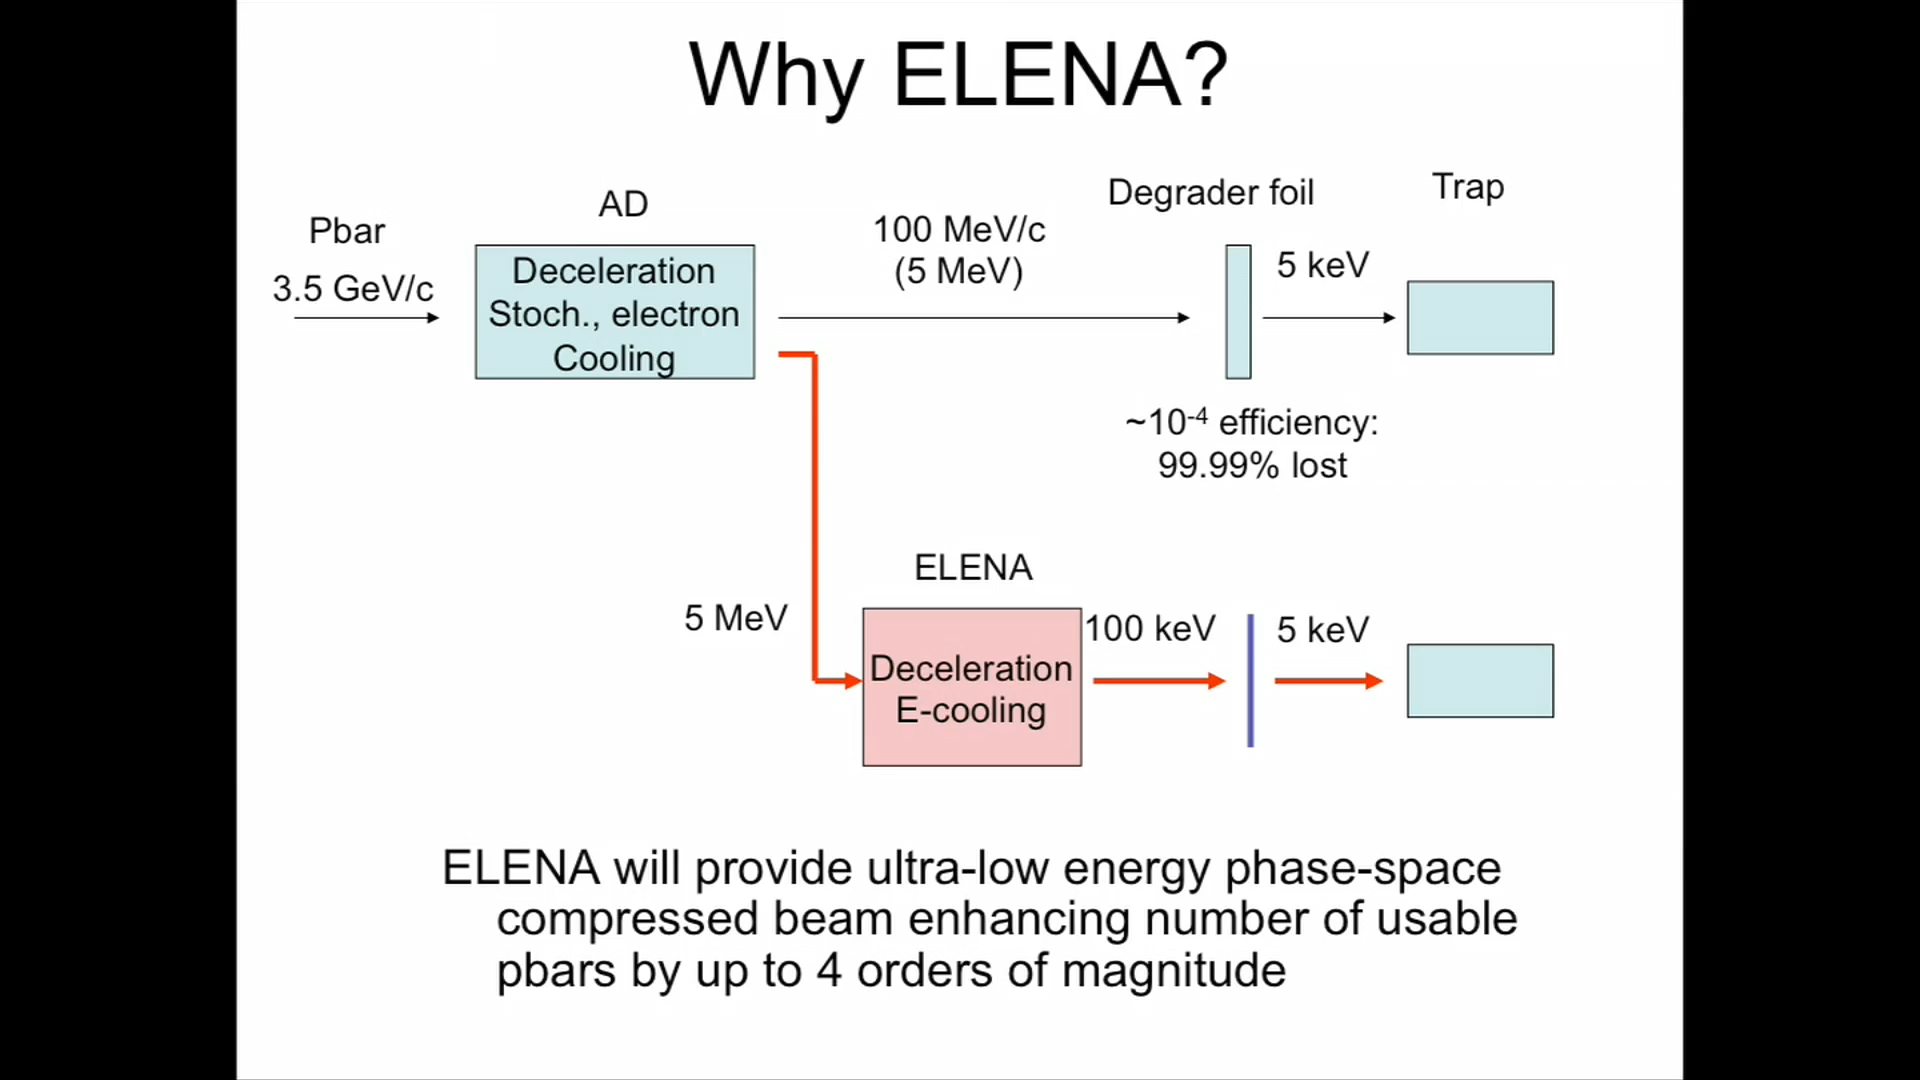 Why ELENA?
Pbar
3.5 GeV/c
AD
Deceleration
Stoch., electron
Cooling
100 MeV/c
(5 MeV)
Degrader foil
5 keV
Trap
~10⁻⁴ efficiency:
99.99% lost
5 MeV
ELENA
Deceleration
E-cooling
100 keV
5 keV
ELENA will provide ultra-low energy phase-space
compressed beam enhancing number of usable
pbars by up to 4 orders of magnitude